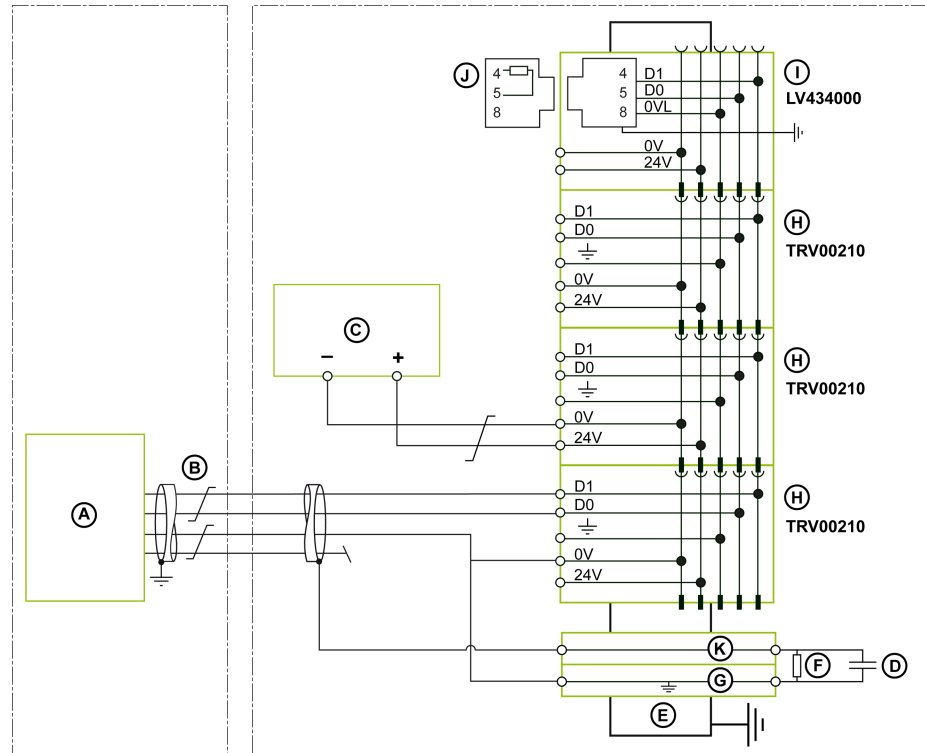 J
4
5
8
4
5
8
D1
D0
0VL
0V
24V
I
LV434000
D1
D0
0V
24V
H
TRV00210
C
− +
D1
D0
0V
24V
H
TRV00210
A
B
D1
D0
0V
24V
H
TRV00210
K
G
E
F
D